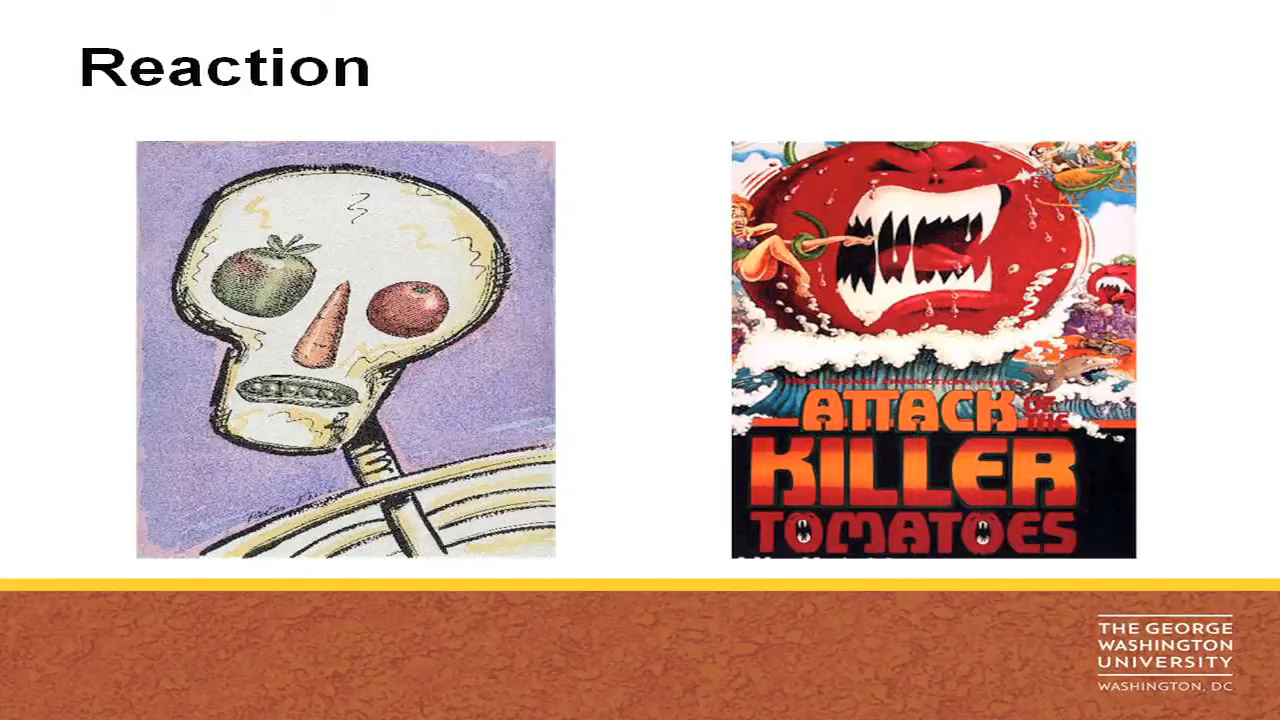 Reaction
ATTACK OF THE
KILLER
TOMATOES
THE GEORGE
WASHINGTON
UNIVERSITY
WASHINGTON, DC